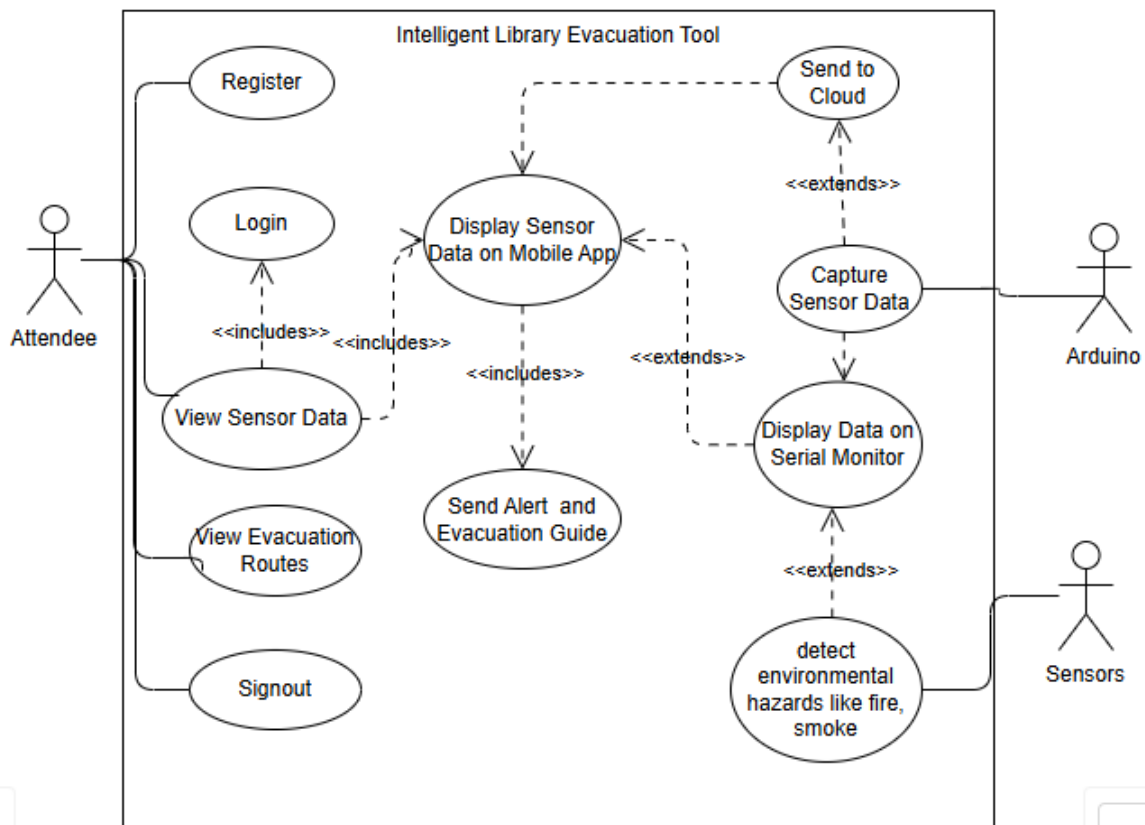 Intelligent Library Evacuation Tool
Register
Send to
Cloud
<<extends>>
Login
Display Sensor
Data on Mobile App
Capture
Sensor Data
Attendee
Arduino
<<includes>>
<<includes>>
<<includes>>
<<extends>>
View Sensor Data
Display Data on
Serial Monitor
Send Alert and
Evacuation Guide
View Evacuation
Routes
<<extends>>
Signout
detect
environmental
hazards like fire,
smoke
Sensors